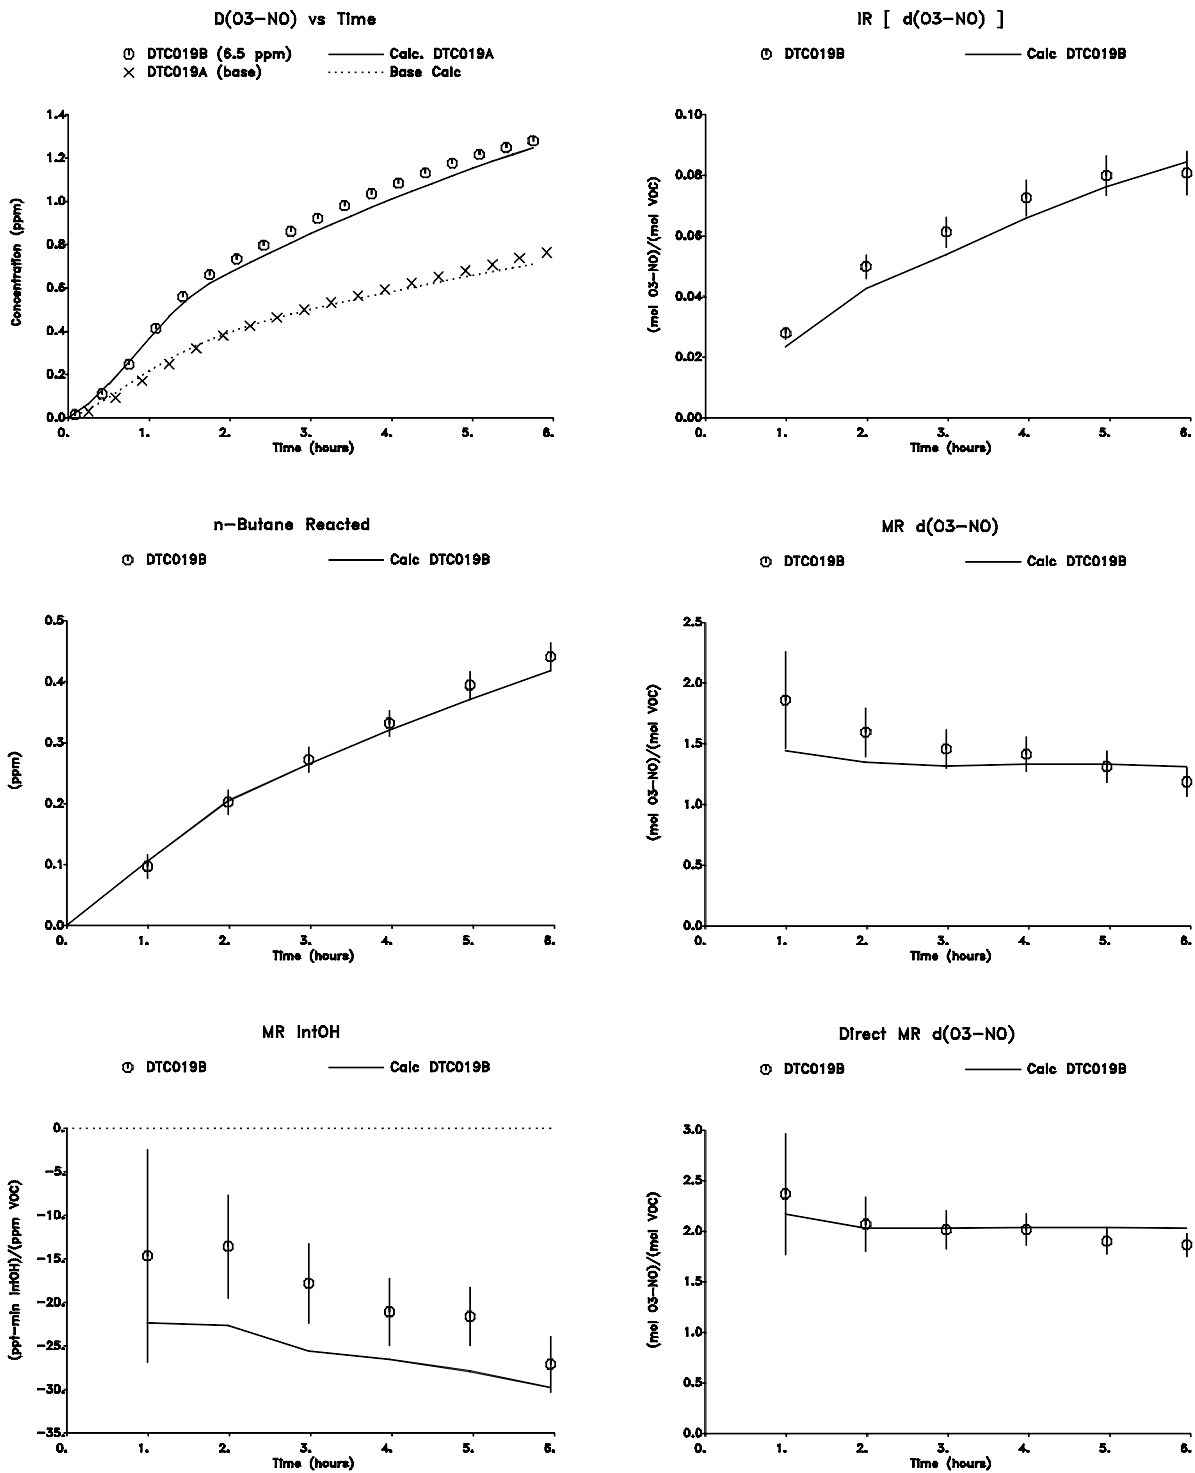 D(O3-NO) vs Time
DTC019B (6.5 ppm) Calc. DTC019A
DTC019A (base) Base Calc
1.4
1.2
1.0
0.8
0.6
0.4
0.2
0.0
Concentration (ppm)
0. 1. 2. 3. 4. 5. 6.
Time (hours)
IR [ d(O3-NO) ]
DTC019B Calc DTC019B
0.10
0.08
0.06
0.04
0.02
0.00
(mol O3-NO)/(mol VOC)
0. 1. 2. 3. 4. 5. 6.
Time (hours)
n-Butane Reacted
DTC019B Calc DTC019B
0.5
0.4
0.3
0.2
0.1
0.0
(ppm)
0. 1. 2. 3. 4. 5. 6.
Time (hours)
MR d(O3-NO)
DTC019B Calc DTC019B
2.5
2.0
1.5
1.0
0.5
0.0
(mol O3-NO)/(mol VOC)
0. 1. 2. 3. 4. 5. 6.
Time (hours)
MR IntOH
DTC019B Calc DTC019B
0.
-5.
-10.
-15.
-20.
-25.
-30.
-35.
(ppt-min IntOH)/(ppm VOC)
0. 1. 2. 3. 4. 5. 6.
Time (hours)
Direct MR d(O3-NO)
DTC019B Calc DTC019B
3.0
2.5
2.0
1.5
1.0
0.5
0.0
(mol O3-NO)/(mol VOC)
0. 1. 2. 3. 4. 5. 6.
Time (hours)